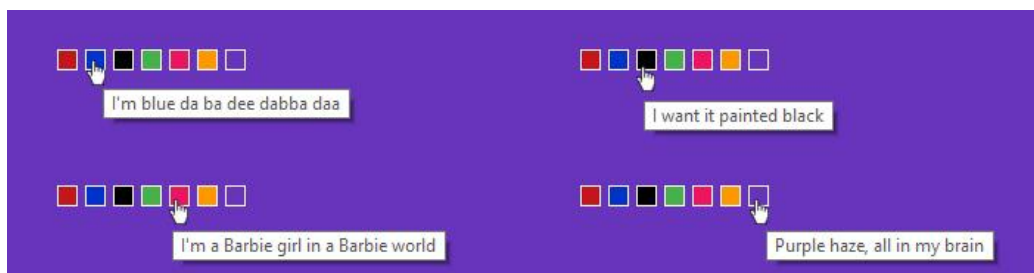 I'm blue da ba dee dabba daa
I want it painted black
I'm a Barbie girl in a Barbie world
Purple haze, all in my brain